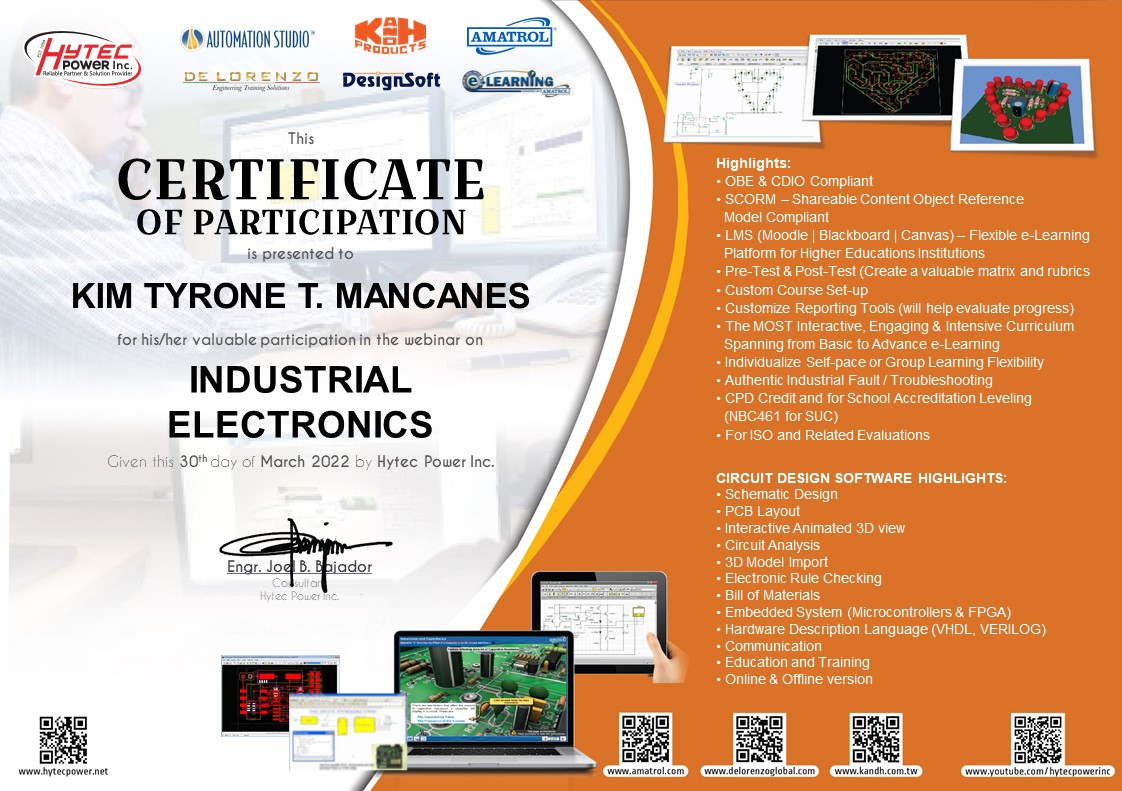 HYTEC
POWER Inc.
Reliable Partner & Solution Provider
AUTOMATION STUDIO™
K AND H
PRODUCTS
AMATROL®
DE LORENZO
Engineering Training Solutions
DesignSoft
e-LEARNING
AMATROL
This
CERTIFICATE
OF PARTICIPATION
is presented to
KIM TYRONE T. MANCANES
for his/her valuable participation in the webinar on
INDUSTRIAL
ELECTRONICS
Given this 30th day of March 2022 by Hytec Power Inc.
Engr. Joel B. Bajador
Consultant
Hytec Power Inc.
www.hytecpower.net
Highlights:
• OBE & CDIO Compliant
• SCORM – Shareable Content Object Reference
Model Compliant
• LMS (Moodle | Blackboard | Canvas) – Flexible e-Learning
Platform for Higher Educations Institutions
• Pre-Test & Post-Test (Create a valuable matrix and rubrics
• Custom Course Set-up
• Customize Reporting Tools (will help evaluate progress)
• The MOST Interactive, Engaging & Intensive Curriculum
Spanning from Basic to Advance e-Learning
• Individualize Self-pace or Group Learning Flexibility
• Authentic Industrial Fault / Troubleshooting
• CPD Credit and for School Accreditation Leveling
(NBC461 for SUC)
• For ISO and Related Evaluations
CIRCUIT DESIGN SOFTWARE HIGHLIGHTS:
• Schematic Design
• PCB Layout
• Interactive Animated 3D view
• Circuit Analysis
• 3D Model Import
• Electronic Rule Checking
• Bill of Materials
• Embedded System (Microcontrollers & FPGA)
• Hardware Description Language (VHDL, VERILOG)
• Communication
• Education and Training
• Online & Offline version
www.amatrol.com
www.delorenzoglobal.com
www.kandh.com.tw
www.youtube.com/hytecpowerinc